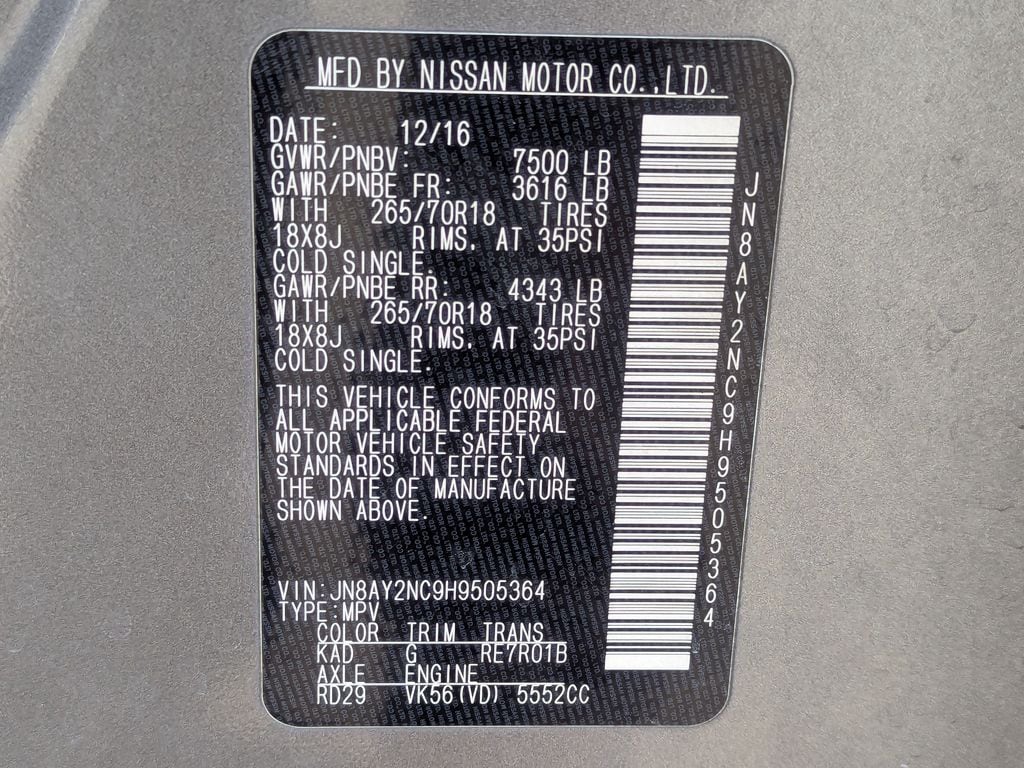 MFD BY NISSAN MOTOR CO.,LTD.
DATE: 12/16
GVWR/PNBV: 7500 LB
GAWR/PNBE FR: 3616 LB
WITH 265/70R18 TIRES
18X8J RIMS, AT 35PSI
COLD SINGLE.
GAWR/PNBE RR: 4343 LB
WITH 265/70R18 TIRES
18X8J RIMS, AT 35PSI
COLD SINGLE.
THIS VEHICLE CONFORMS TO
ALL APPLICABLE FEDERAL
MOTOR VEHICLE SAFETY
STANDARDS IN EFFECT ON
THE DATE OF MANUFACTURE
SHOWN ABOVE.
VIN:JN8AY2NC9H9505364
TYPE:MPV
COLOR TRIM TRANS
KAD G RE7R01B
AXLE ENGINE
RD29 VK56(VD) 5552CC
JN8AY2NC9H9505364